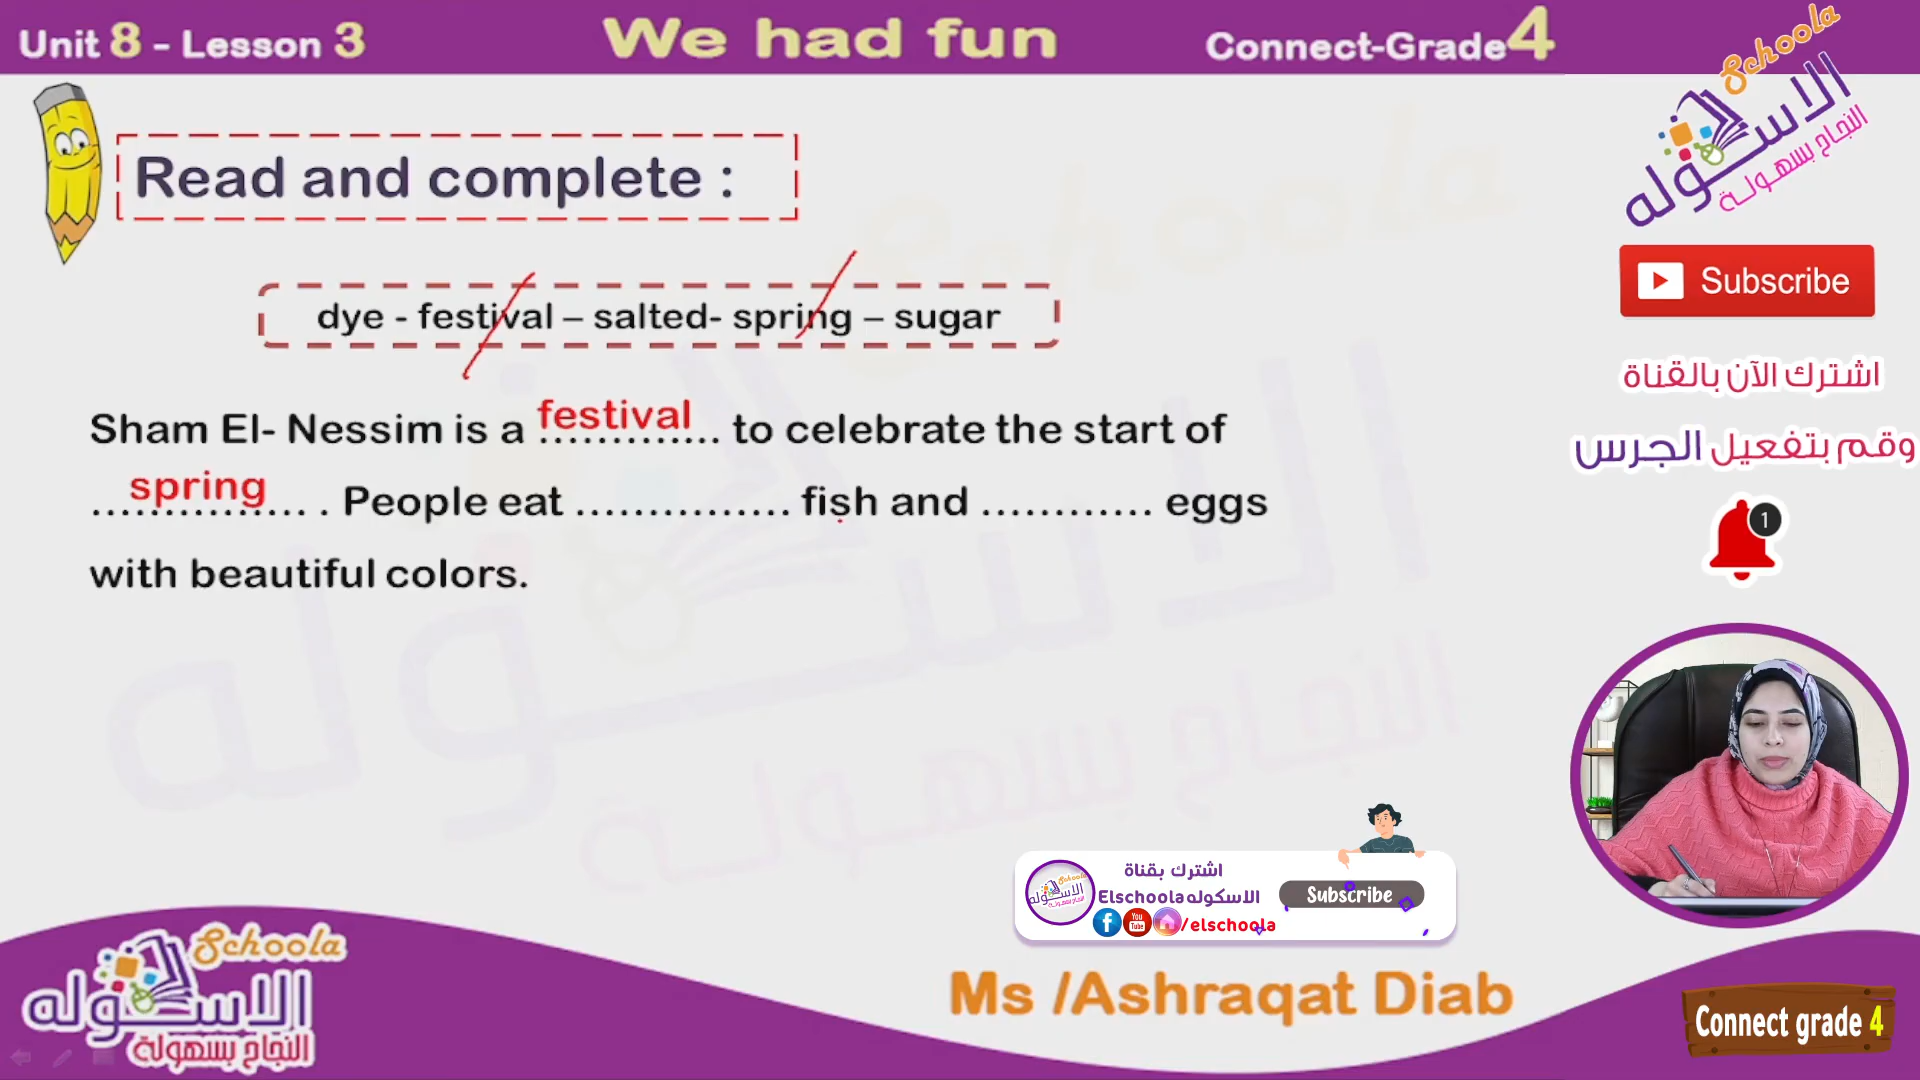 Unit 8 - Lesson 3
We had fun
Connect-Grade4
Schoola
الاسكوله
النجاح بسهولة
Read and complete :
Subscribe
dye - festival – salted- spring – sugar
اشترك الآن بالقناة
Sham El- Nessim is a festival............. to celebrate the start of
وقم بتفعيل الجرس
spring............... . People eat ............... fish and ............ eggs
1
with beautiful colors.
اشترك بقناة
Elschoola الاسكوله
Subscribe
/elschoola
Schoola
الاسكوله
النجاح بسهولة
Ms /Ashraqat Diab
Connect grade 4